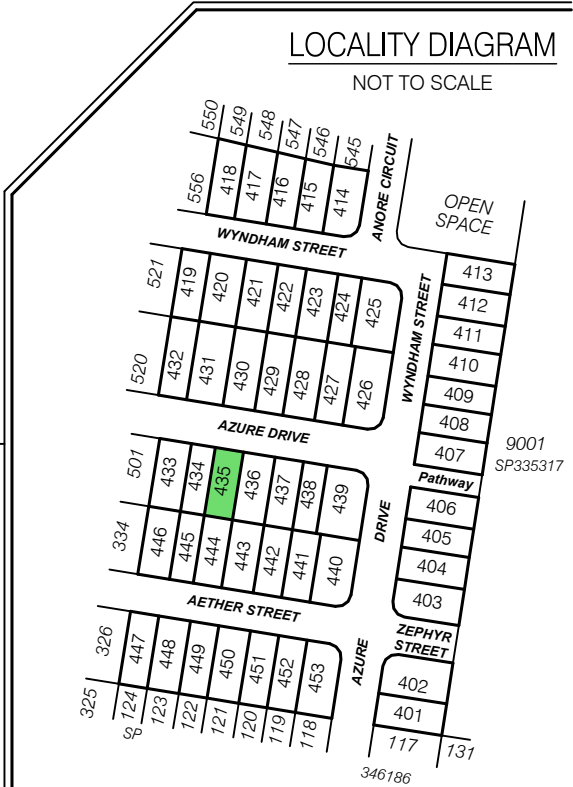 LOCALITY DIAGRAM
NOT TO SCALE
550 549 548 547 546 545
556 418 417 416 415 414
ANORE CIRCUIT
OPEN
SPACE
WYNDHAM STREET
521 419 420 421 422 423 424 425
520 432 431 430 429 428 427 426
WYNDHAM STREET
413
412
411
410
409
408
407
9001
SP335317
Pathway
AZURE DRIVE
501 433 434 435 436 437 438 439
334 446 445 444 443 442 441 440
AZURE DRIVE
406
405
404
403
AETHER STREET
ZEPHYR
STREET
326 447 448 449 450 451 452 453
402
401
325 124 123 122 121 120 119 118
SP
117 131
346186